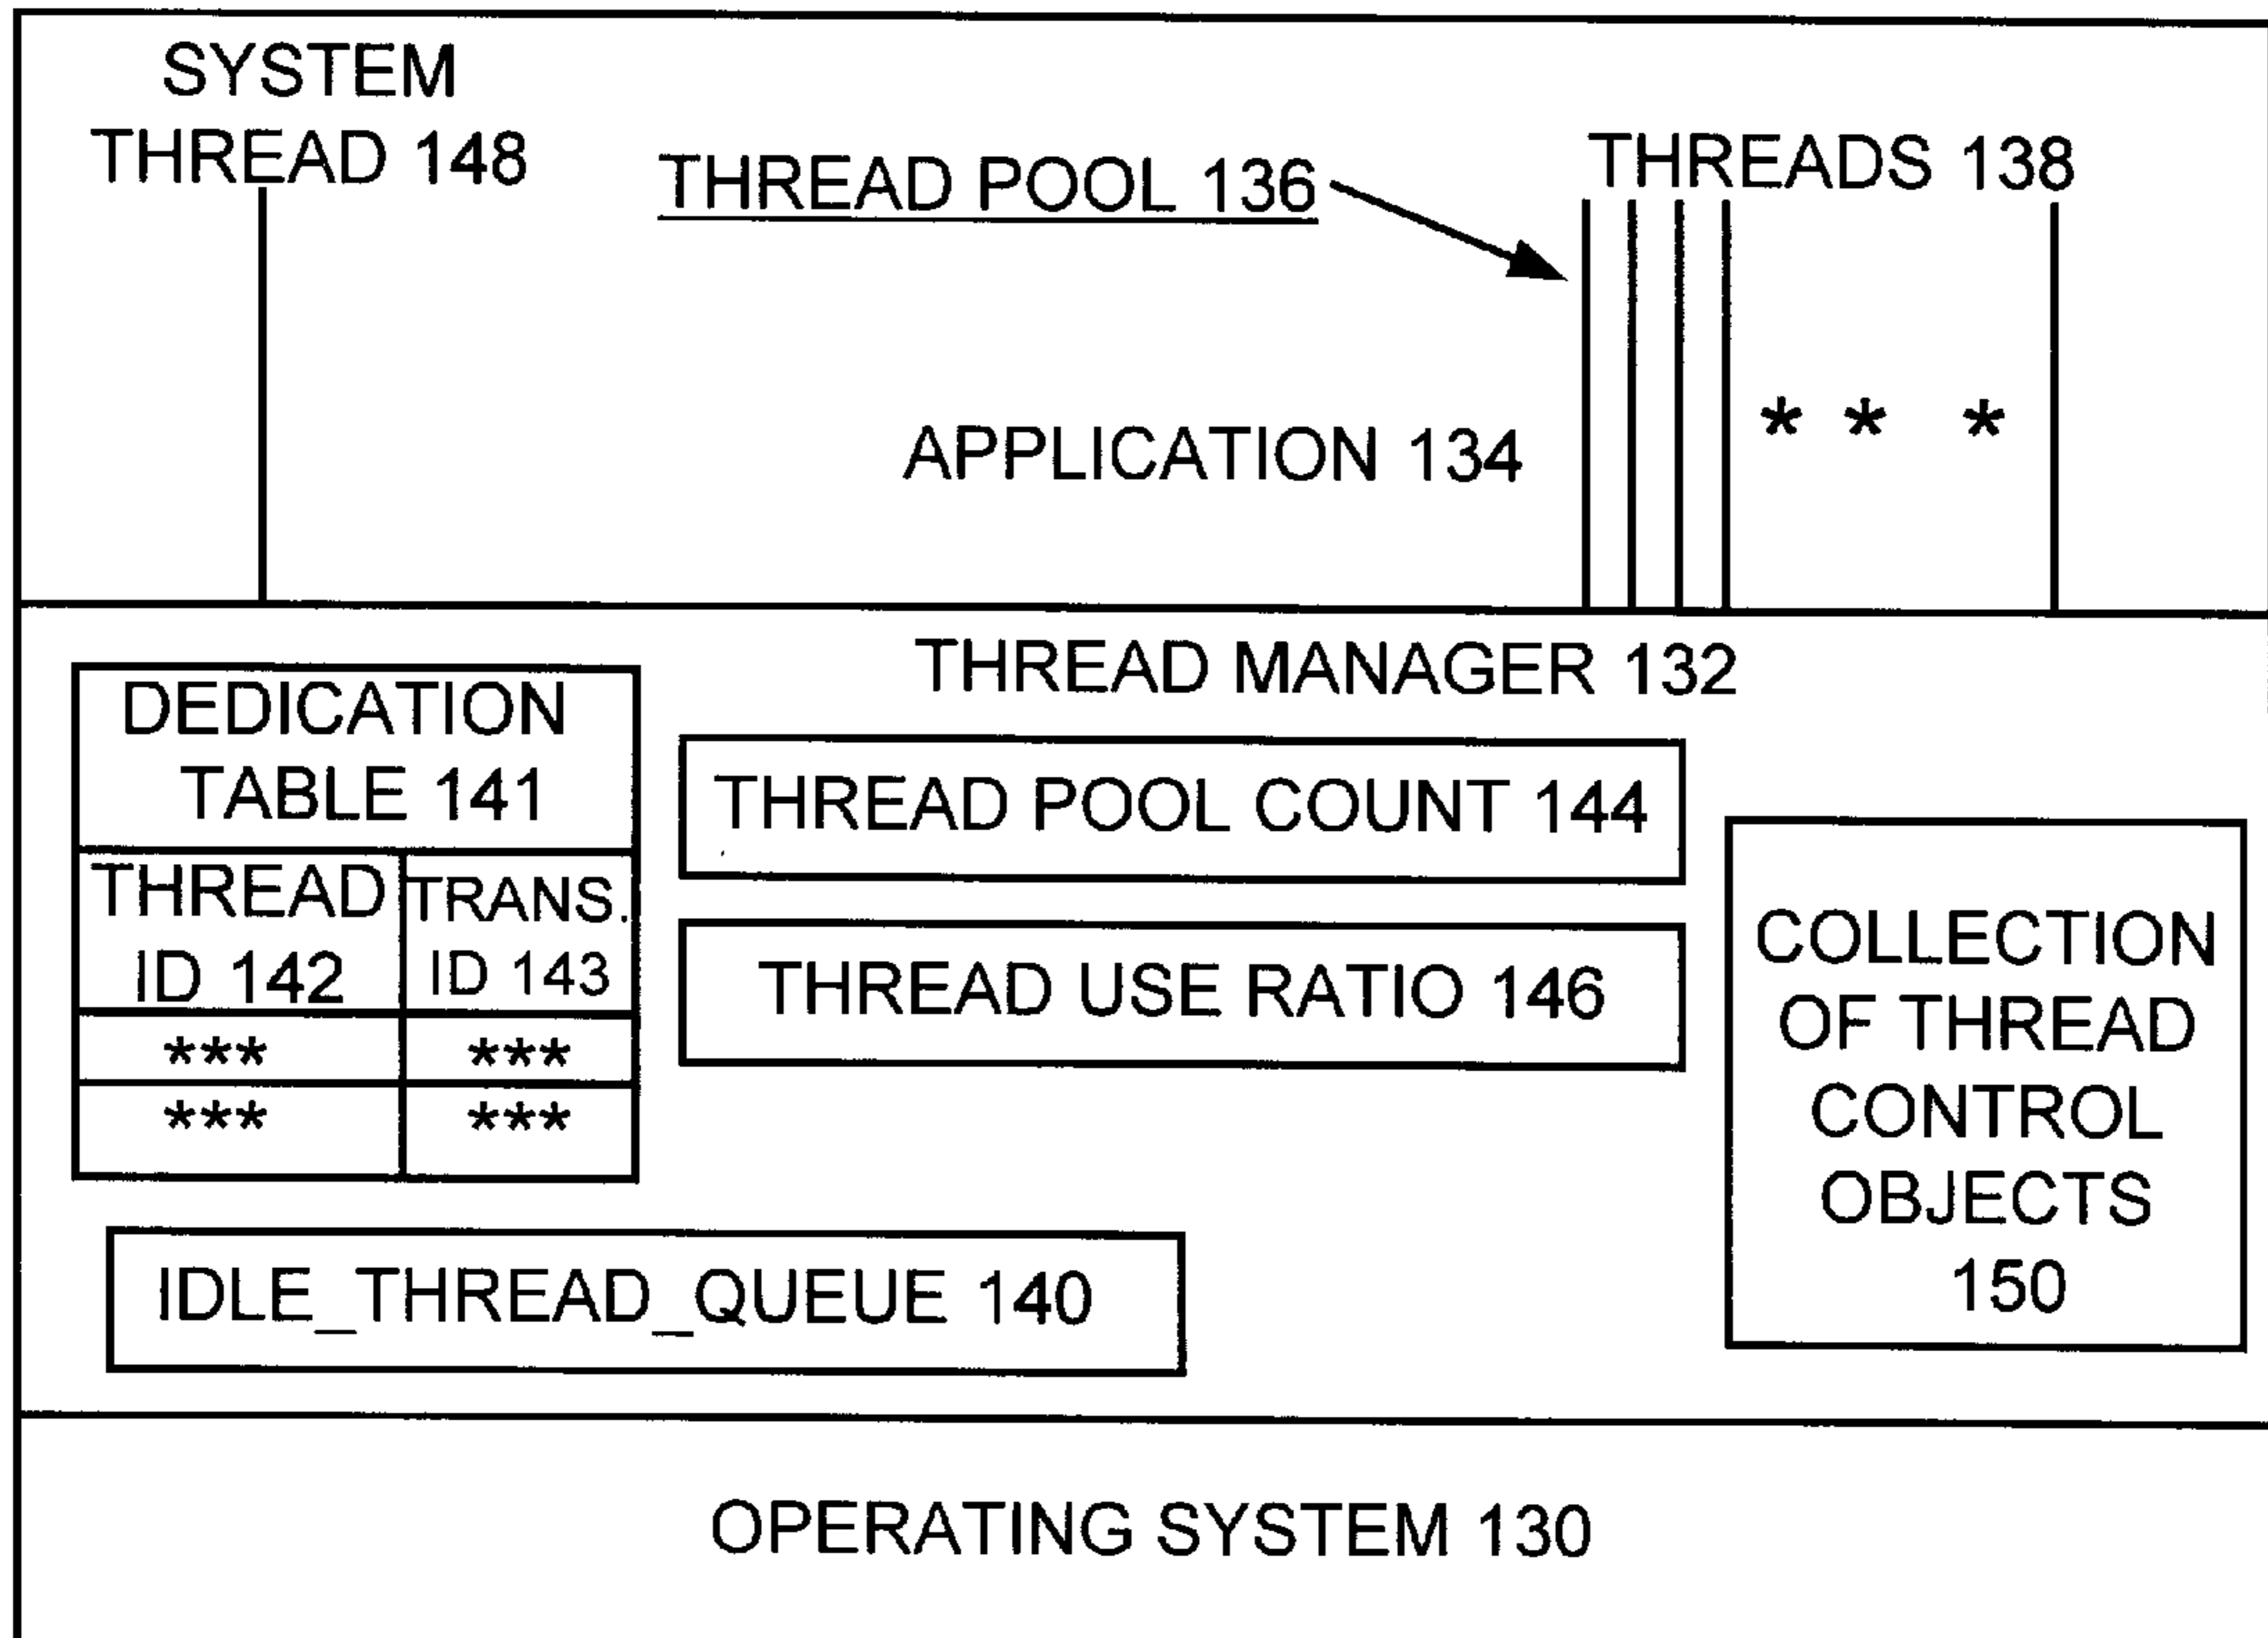 SYSTEM
THREAD 148
THREAD POOL 136
THREADS 138
* * *
APPLICATION 134
THREAD MANAGER 132
DEDICATION
TABLE 141
THREAD
ID 142
TRANS.
ID 143
*** ***
*** ***
THREAD POOL COUNT 144
THREAD USE RATIO 146
COLLECTION
OF THREAD
CONTROL
OBJECTS
150
IDLE_THREAD_QUEUE 140
OPERATING SYSTEM 130